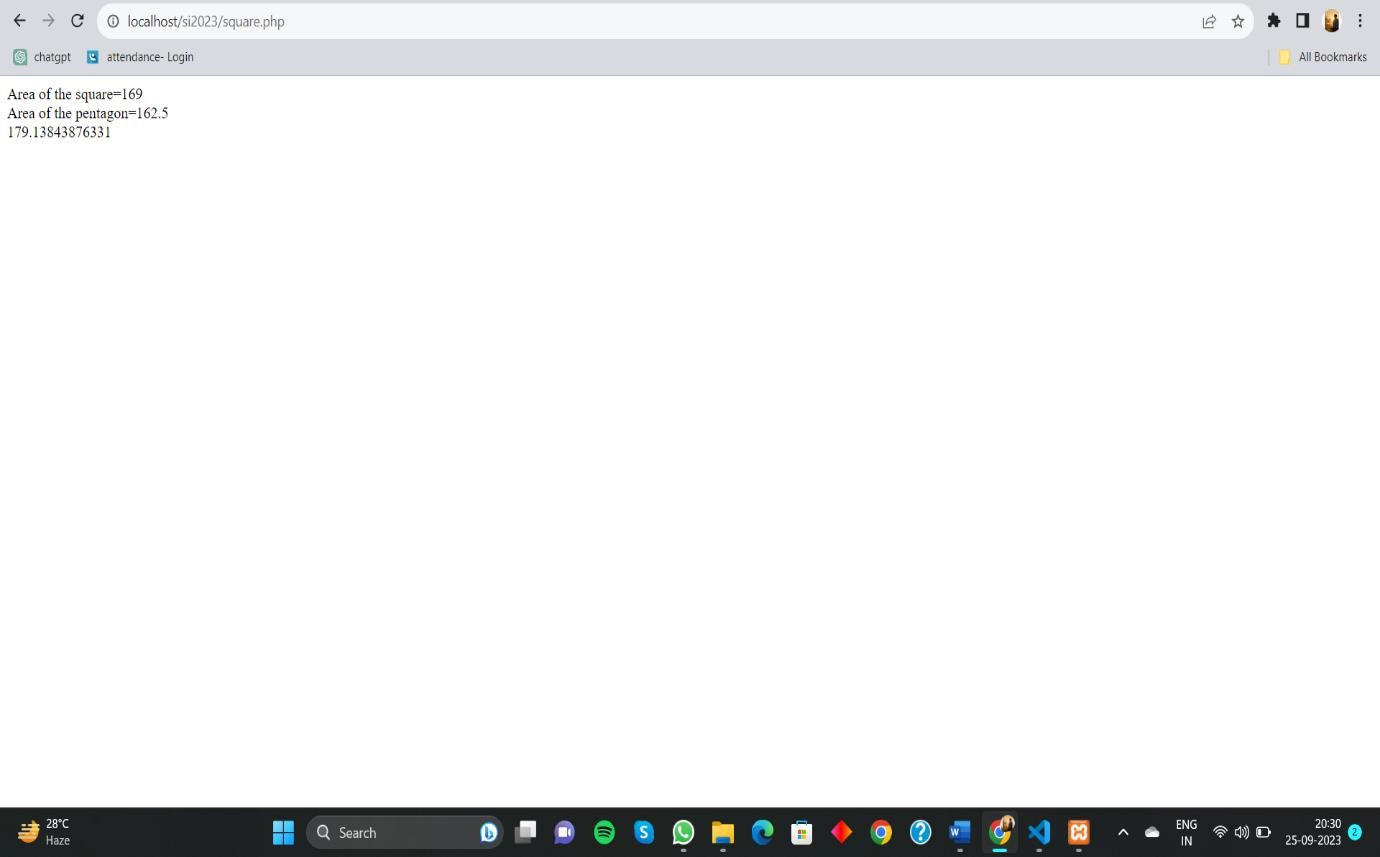 localhost/si2023/square.php
chatgpt
attendance- Login
All Bookmarks
Area of the square=169
Area of the pentagon=162.5
179.13843876331
28°C
Haze
Search
ENG
IN
20:30
25-09-2023
2